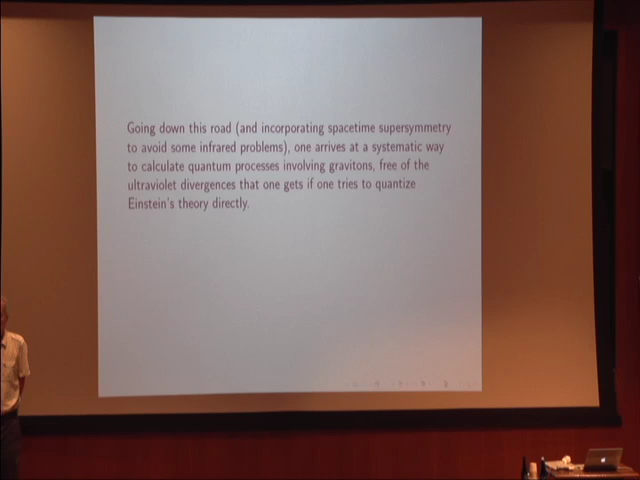 Going down this road (and incorporating spacetime supersymmetry
to avoid some infrared problems), one arrives at a systematic way
to calculate quantum processes involving gravitons, free of the
ultraviolet divergences that one gets if one tries to quantize
Einstein's theory directly.